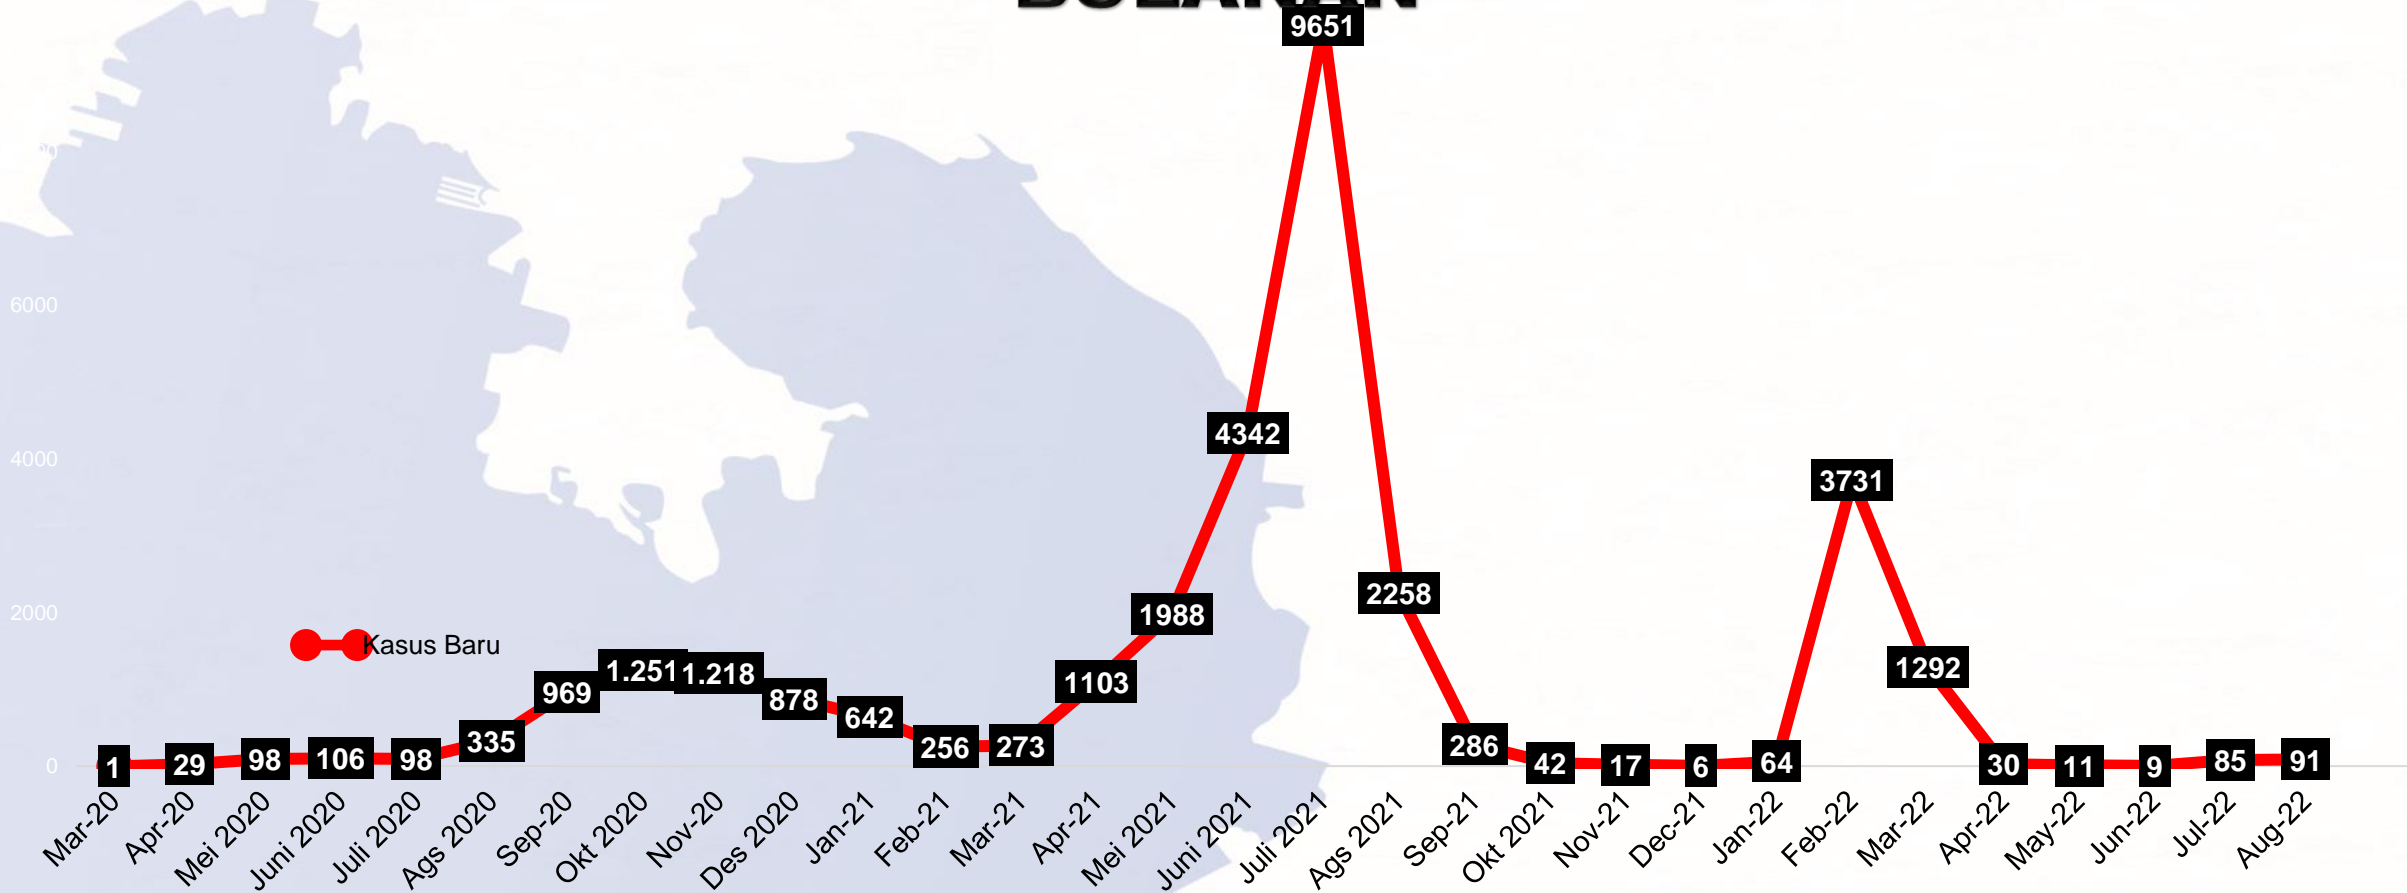 9651
6000
4000
2000
0
Kasus Baru
1
29
98
106
98
335
969
1.251
1.218
878
642
256
273
1103
1988
4342
2258
286
42
17
6
64
3731
1292
30
11
9
85
91
Mar-20
Apr-20
Mei 2020
Juni 2020
Juli 2020
Ags 2020
Sep-20
Okt 2020
Nov-20
Des 2020
Jan-21
Feb-21
Mar-21
Apr-21
Mei 2021
Juni 2021
Juli 2021
Ags 2021
Sep-21
Okt 2021
Nov-21
Dec-21
Jan-22
Feb-22
Mar-22
Apr-22
May-22
Jun-22
Jul-22
Aug-22